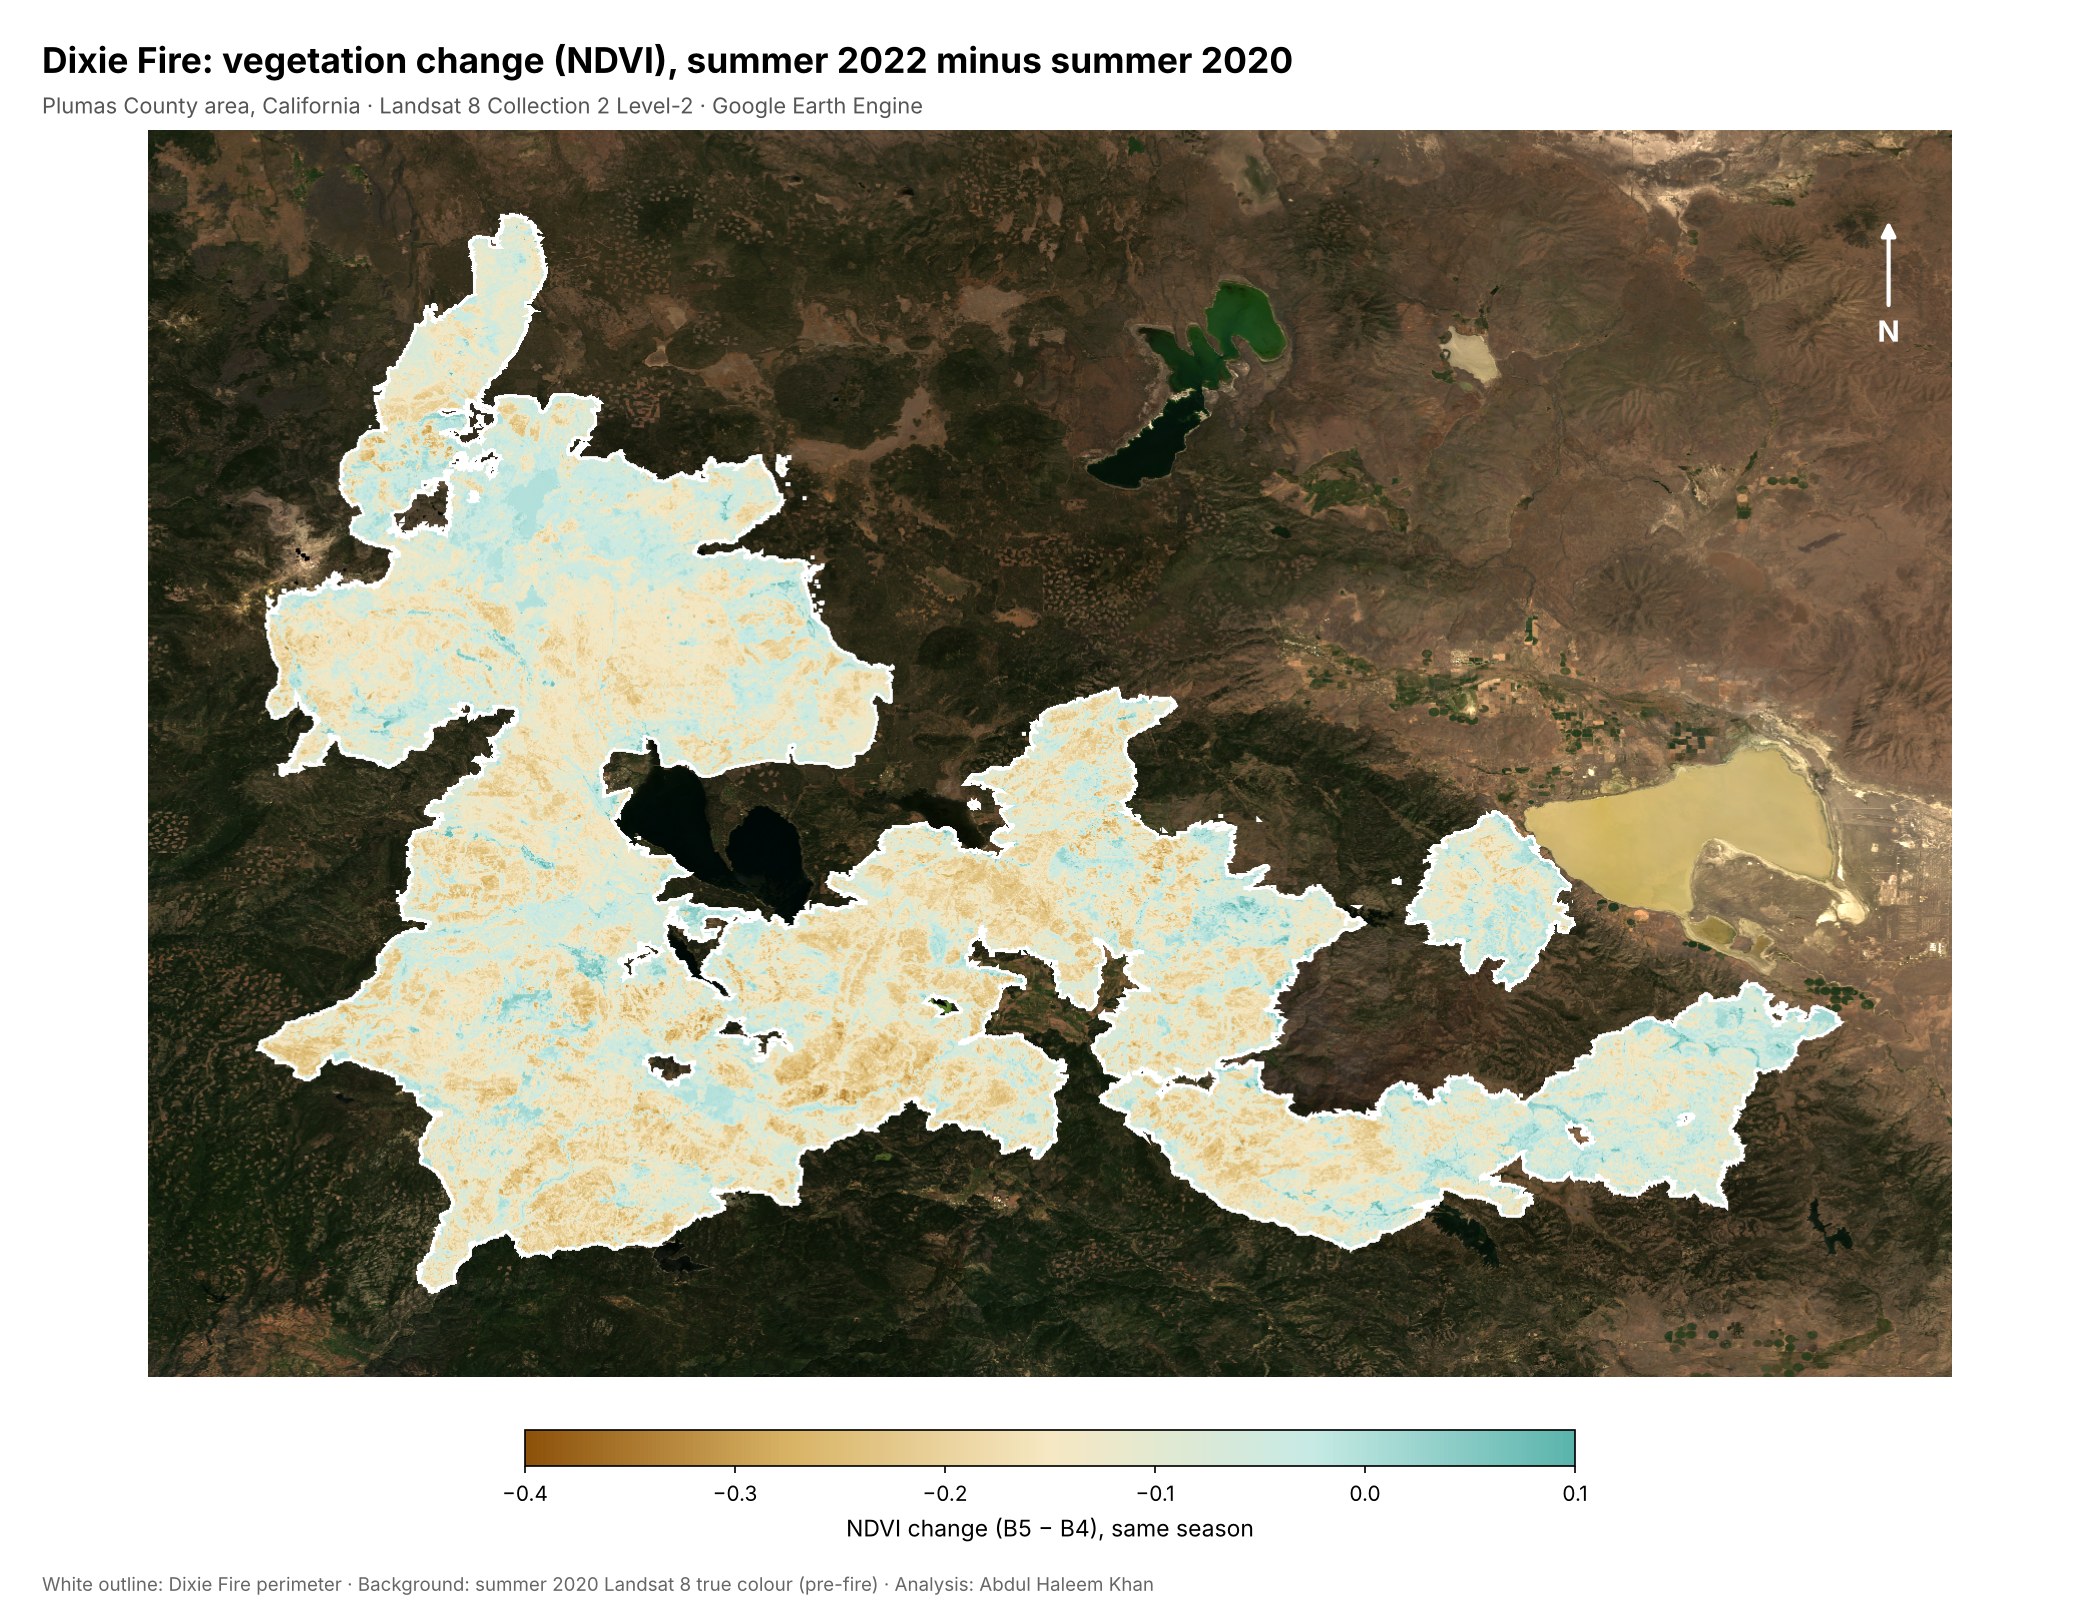 Dixie Fire: vegetation change (NDVI), summer 2022 minus summer 2020
Plumas County area, California · Landsat 8 Collection 2 Level-2 · Google Earth Engine
N
−0.4 −0.3 −0.2 −0.1 0.0 0.1
NDVI change (B5 − B4), same season
White outline: Dixie Fire perimeter · Background: summer 2020 Landsat 8 true colour (pre-fire) · Analysis: Abdul Haleem Khan